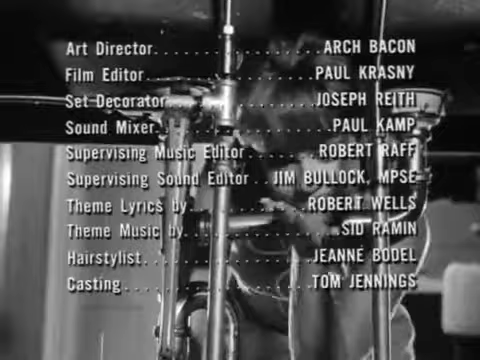 Art Director. . . . . . . . . . . . . . . . .ARCH BACON
Film Editor. . . . . . . . . . . . . . . . .PAUL KRASNY
Set Decorator. . . . . . . . . . . . . . .JOSEPH REITH
Sound Mixer. . . . . . . . . . . . . . . . . .PAUL KAMP
Supervising Music Editor. . . . . . . .ROBERT RAFF
Supervising Sound Editor . . .JIM BULLOCK, MPSE
Theme Lyrics by. . . . . . . . . . . .ROBERT WELLS
Theme Music by. . . . . . . . . . . . . . .SID RAMIN
Hairstylist. . . . . . . . . . . . . . . . .JEANNE BODEL
Casting. . . . . . . . . . . . . . . . . . .TOM JENNINGS